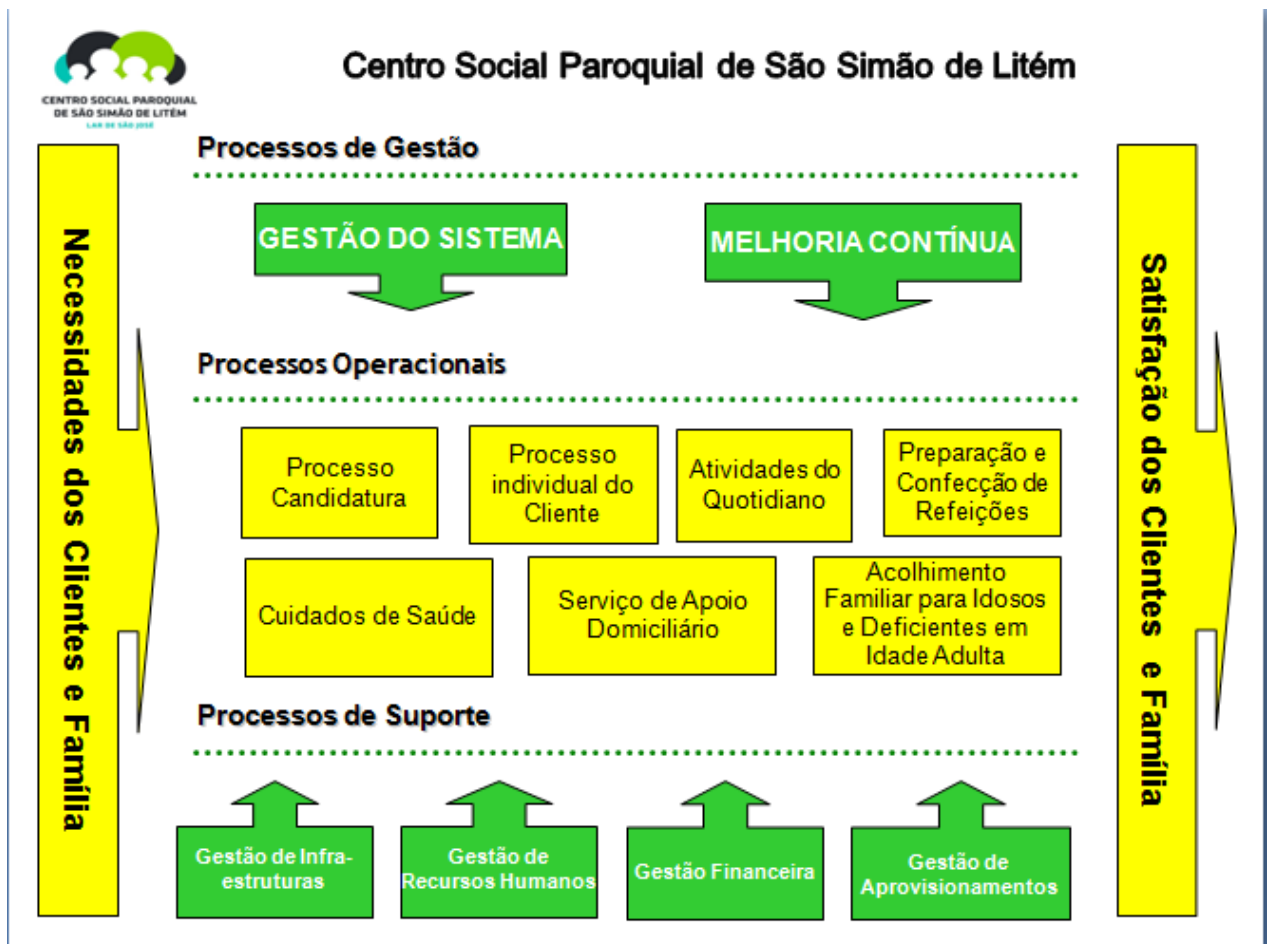 CENTRO SOCIAL PAROQUIAL
DE SÃO SIMÃO DE LITÉM
LAR DE SÃO JOSÉ
Centro Social Paroquial de São Simão de Litém
Necessidades dos Clientes e Família
Processos de Gestão
GESTÃO DO SISTEMA
MELHORIA CONTÍNUA
Processos Operacionais
Processo
Candidatura
Processo
individual do
Cliente
Atividades do
Quotidiano
Preparação e
Confecção de
Refeições
Cuidados de Saúde
Serviço de Apoio
Domiciliário
Acolhimento
Familiar para Idosos
e Deficientes em
Idade Adulta
Processos de Suporte
Gestão de Infra-
estruturas
Gestão de
Recursos Humanos
Gestão Financeira
Gestão de
Aprovisionamentos
Satisfação dos Clientes e Família